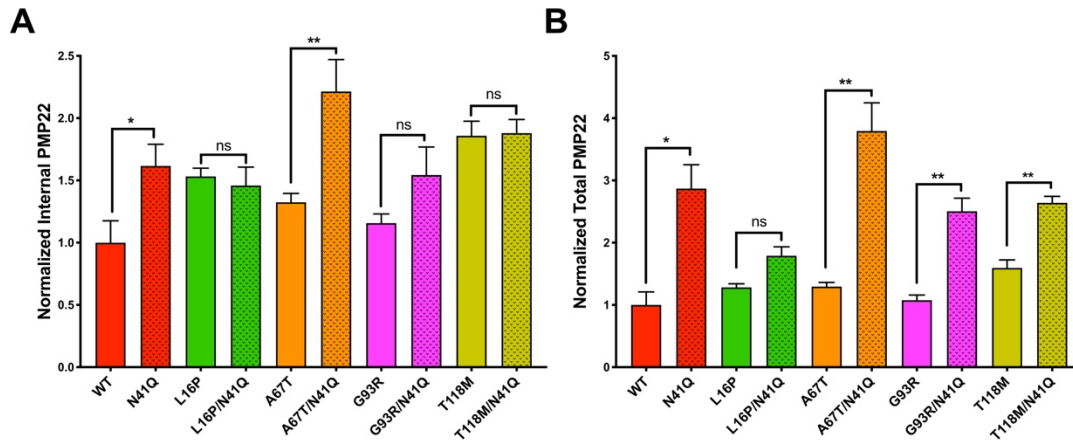 A
Normalized Internal PMP22
2.5
2.0
1.5
1.0
0.5
0.0
*
ns
**
ns
ns
WT
N41Q
L16P
L16P/N41Q
A67T
A67T/N41Q
G93R
G93R/N41Q
T118M
T118M/N41Q
B
Normalized Total PMP22
5
4
3
2
1
0
*
ns
**
**
**
WT
N41Q
L16P
L16P/N41Q
A67T
A67T/N41Q
G93R
G93R/N41Q
T118M
T118M/N41Q